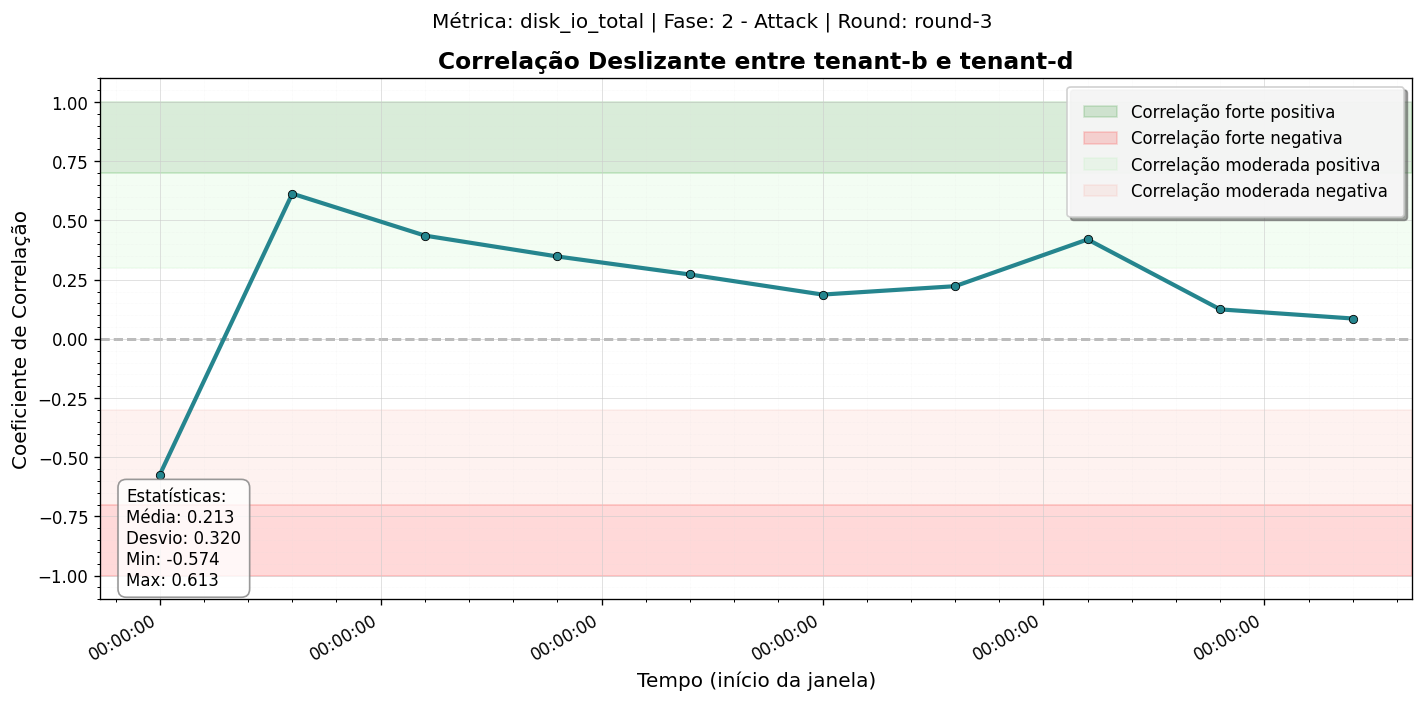 Métrica: disk_io_total | Fase: 2 - Attack | Round: round-3
Correlação Deslizante entre tenant-b e tenant-d
Correlação forte positiva
Correlação forte negativa
Correlação moderada positiva
Correlação moderada negativa
Coeficiente de Correlação
1.00
0.75
0.50
0.25
0.00
−0.25
−0.50
−0.75
−1.00
Estatísticas:
Média: 0.213
Desvio: 0.320
Min: -0.574
Max: 0.613
00:00:00
00:00:00
00:00:00
00:00:00
00:00:00
00:00:00
Tempo (início da janela)